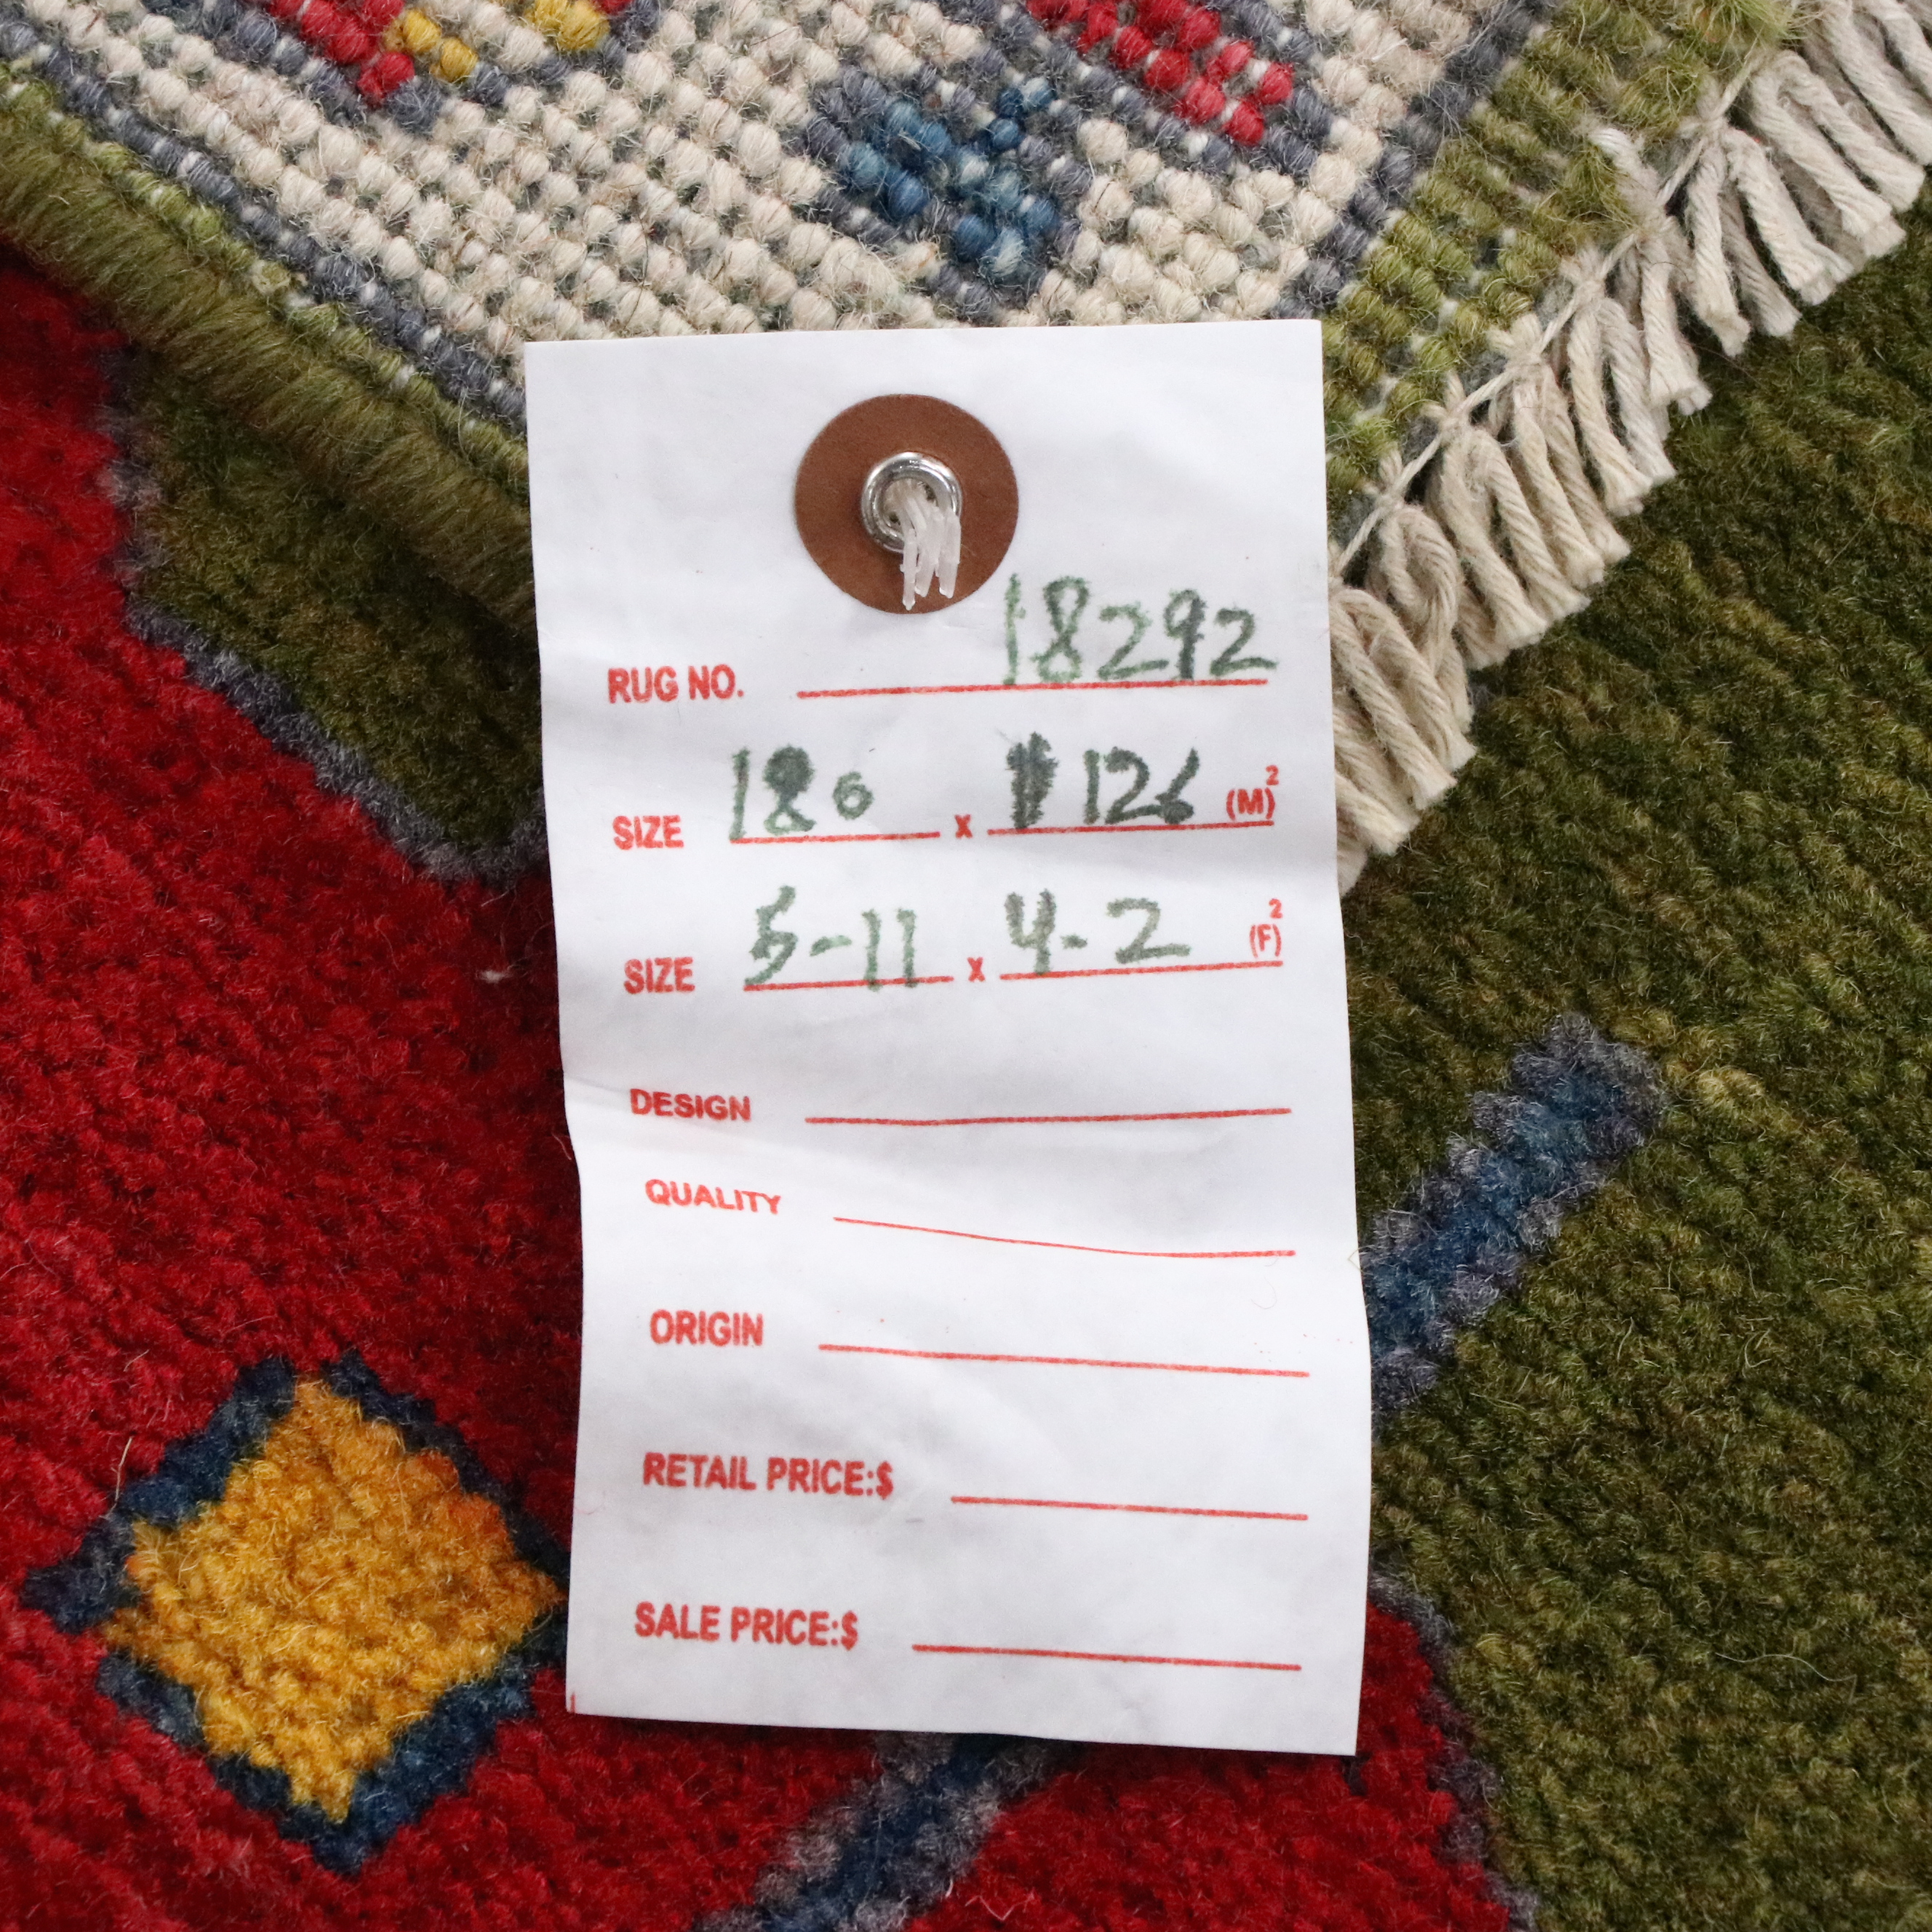 RUG NO. 18292
SIZE 180 x 126 (M)²
SIZE 5-11 x 4-2 (F)²
DESIGN
QUALITY
ORIGIN
RETAIL PRICE:$
SALE PRICE:$